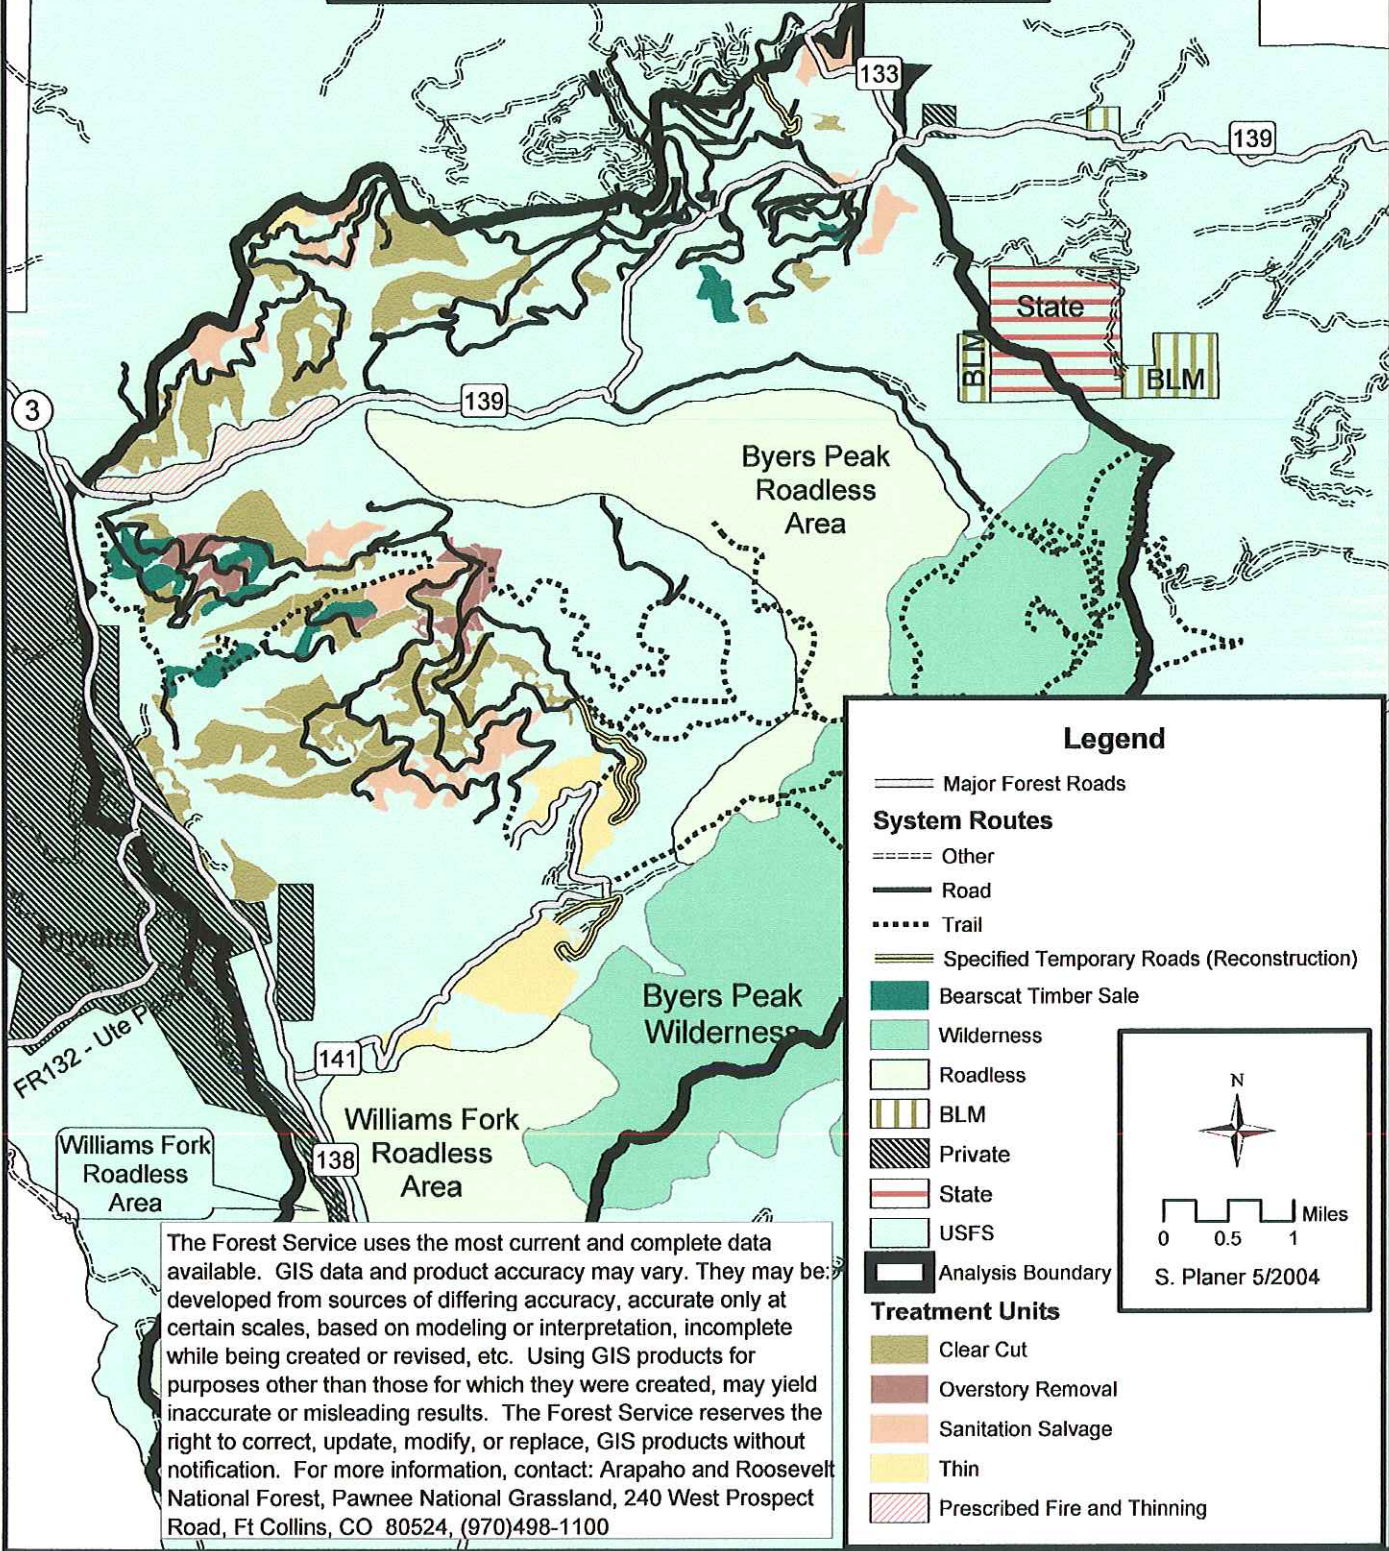 133
139
State
BLM
BLM
3
139
Byers Peak
Roadless
Area
Private
Byers Peak
Wilderness
FR132 - Ute P
141
Williams Fork
Roadless
Area
138
Williams Fork
Roadless
Area
Legend
Major Forest Roads
System Routes
Other
Road
Trail
Specified Temporary Roads (Reconstruction)
Bearscat Timber Sale
Wilderness
Roadless
BLM
Private
State
USFS
Analysis Boundary
Treatment Units
Clear Cut
Overstory Removal
Sanitation Salvage
Thin
Prescribed Fire and Thinning
N
Miles
0 0.5 1
S. Planer 5/2004
The Forest Service uses the most current and complete data
available. GIS data and product accuracy may vary. They may be:
developed from sources of differing accuracy, accurate only at
certain scales, based on modeling or interpretation, incomplete
while being created or revised, etc. Using GIS products for
purposes other than those for which they were created, may yield
inaccurate or misleading results. The Forest Service reserves the
right to correct, update, modify, or replace, GIS products without
notification. For more information, contact: Arapaho and Roosevelt
National Forest, Pawnee National Grassland, 240 West Prospect
Road, Ft Collins, CO 80524, (970)498-1100